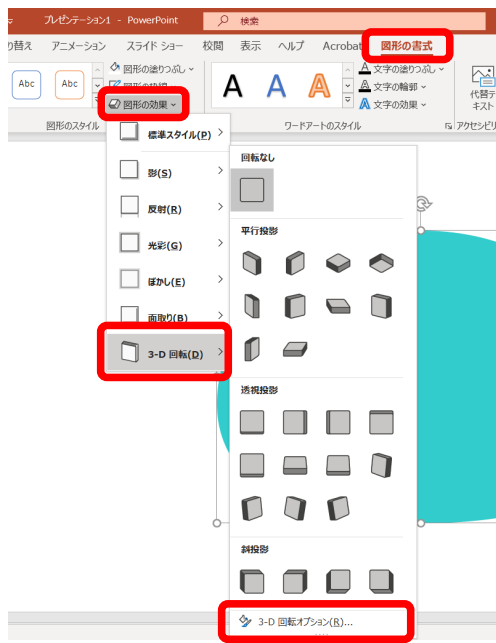 プレゼンテーション1 - PowerPoint
検索
り替え アニメーション スライド ショー 校閲 表示 ヘルプ Acrobat 図形の書式
Abc Abc
図形の塗りつぶし
図形の枠線
図形の効果
A A A
文字の塗りつぶし
文字の輪郭
文字の効果
代替テ
キスト
図形のスタイル
ワードアートのスタイル
アクセシビリ
標準スタイル(P)
影(S)
反射(R)
光彩(G)
ぼかし(E)
面取り(B)
3-D 回転(D)
回転なし
平行投影
透視投影
斜投影
3-D 回転オプション(R)...